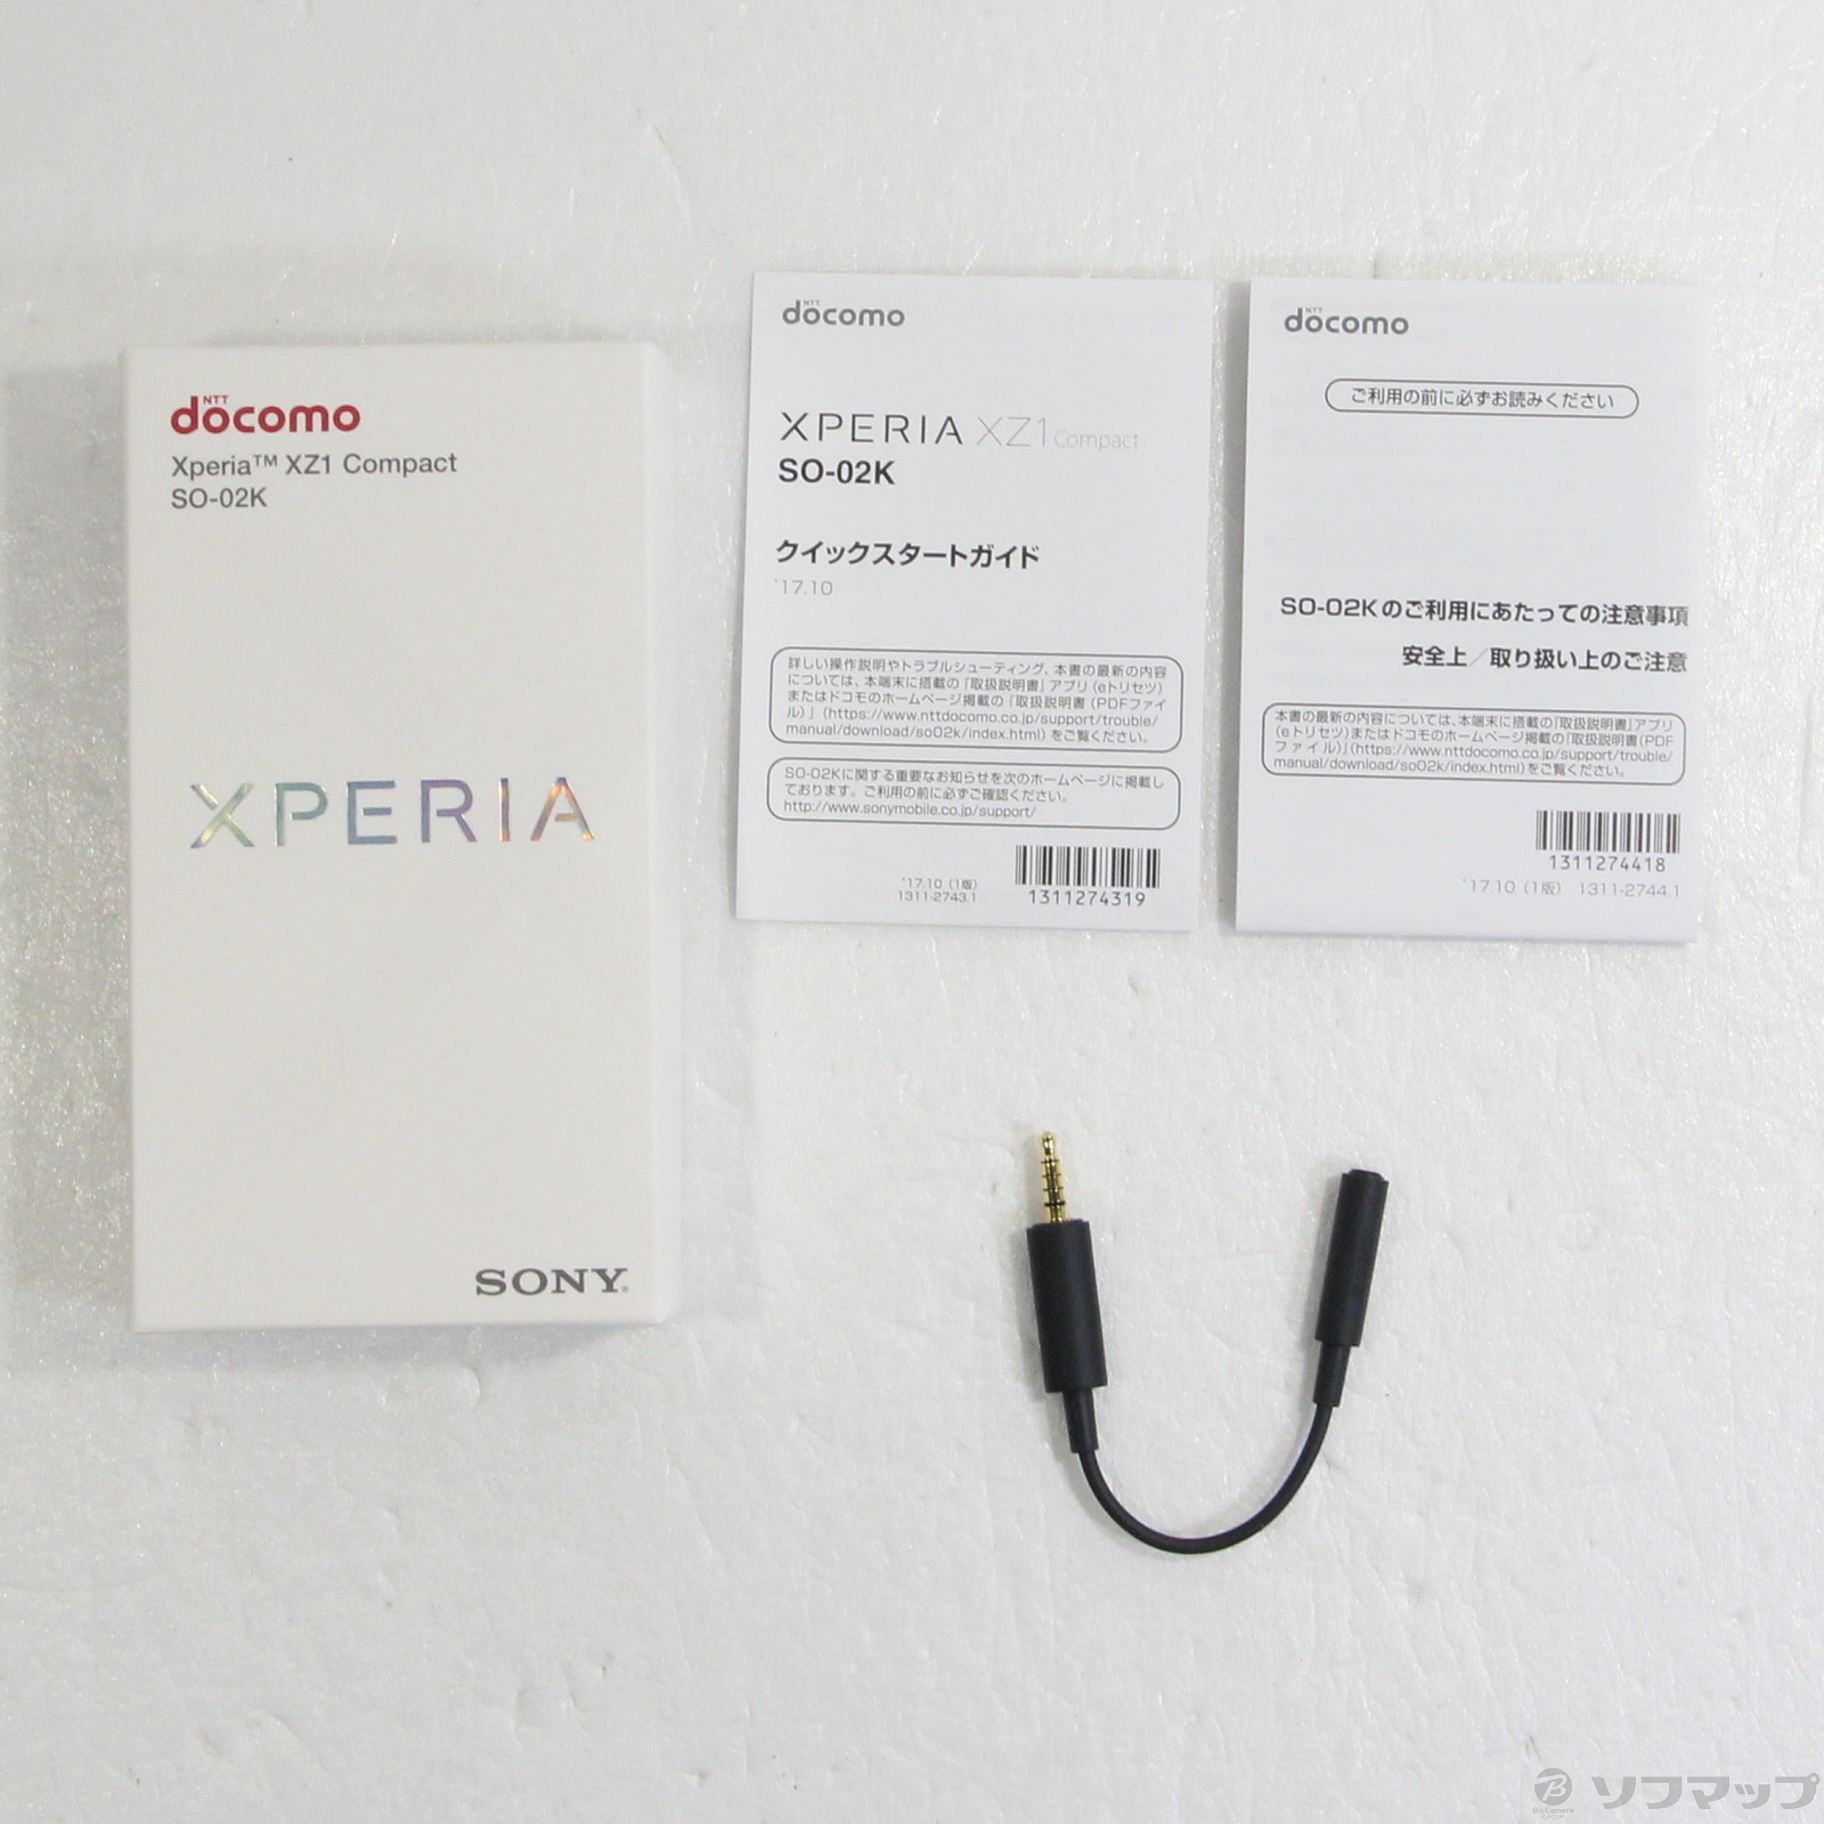 NTT
docomo
Xperia™ XZ1 Compact
SO-02K
XPERIA
SONY
NTT
docomo
XPERIA XZ1 Compact
SO-02K
クイックスタートガイド
'17.10
詳しい操作説明やトラブルシューティング、本書の最新の内容
については、本端末に搭載の『取扱説明書』アプリ(eトリセツ)
またはドコモのホームページ掲載の『取扱説明書(PDFファイ
ル)』(https://www.nttdocomo.co.jp/support/trouble/
manual/download/so02k/index.html)をご覧ください。
SO-02Kに関する重要なお知らせを次のホームページに掲載し
ております。ご利用の前に必ずご確認ください。
http://www.sonymobile.co.jp/support/
'17.10(1版)
1311-2743.1
1311274319
NTT
docomo
ご利用の前に必ずお読みください
SO-02Kのご利用にあたっての注意事項
安全上/取り扱い上のご注意
本書の最新の内容については、本端末に搭載の『取扱説明書』アプリ
(eトリセツ)またはドコモのホームページ掲載の『取扱説明書(PDF
ファイル)』(https://www.nttdocomo.co.jp/support/trouble/
manual/download/so02k/index.html)をご覧ください。
1311274418
'17.10(1版) 1311-2744.1
B
BicCamera
GROUP
ソフマップ